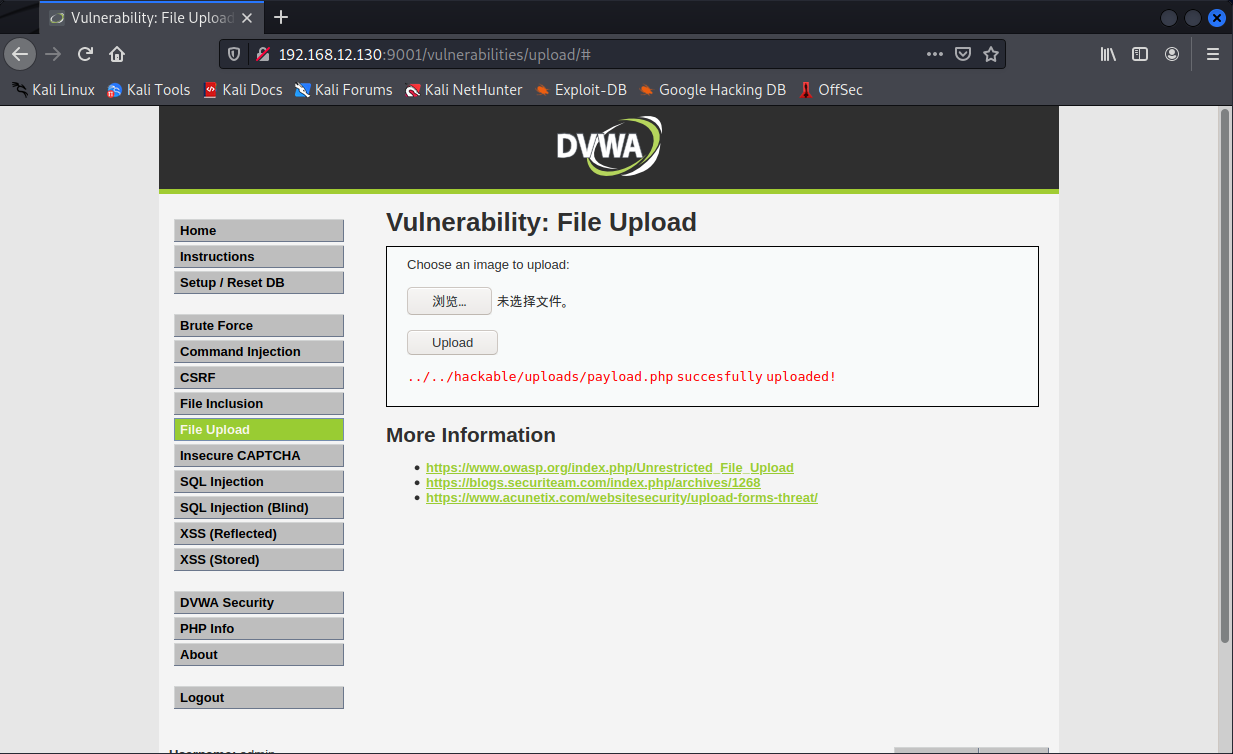 Vulnerability: File Upload
192.168.12.130:9001/vulnerabilities/upload/#
Kali Linux Kali Tools Kali Docs Kali Forums Kali NetHunter Exploit-DB Google Hacking DB OffSec
DVWA
Home
Instructions
Setup / Reset DB
Brute Force
Command Injection
CSRF
File Inclusion
File Upload
Insecure CAPTCHA
SQL Injection
SQL Injection (Blind)
XSS (Reflected)
XSS (Stored)
DVWA Security
PHP Info
About
Logout
Vulnerability: File Upload
Choose an image to upload:
浏览… 未选择文件。
Upload
../../hackable/uploads/payload.php succesfully uploaded!
More Information
https://www.owasp.org/index.php/Unrestricted_File_Upload
https://blogs.securiteam.com/index.php/archives/1268
https://www.acunetix.com/websitesecurity/upload-forms-threat/
Username: admin